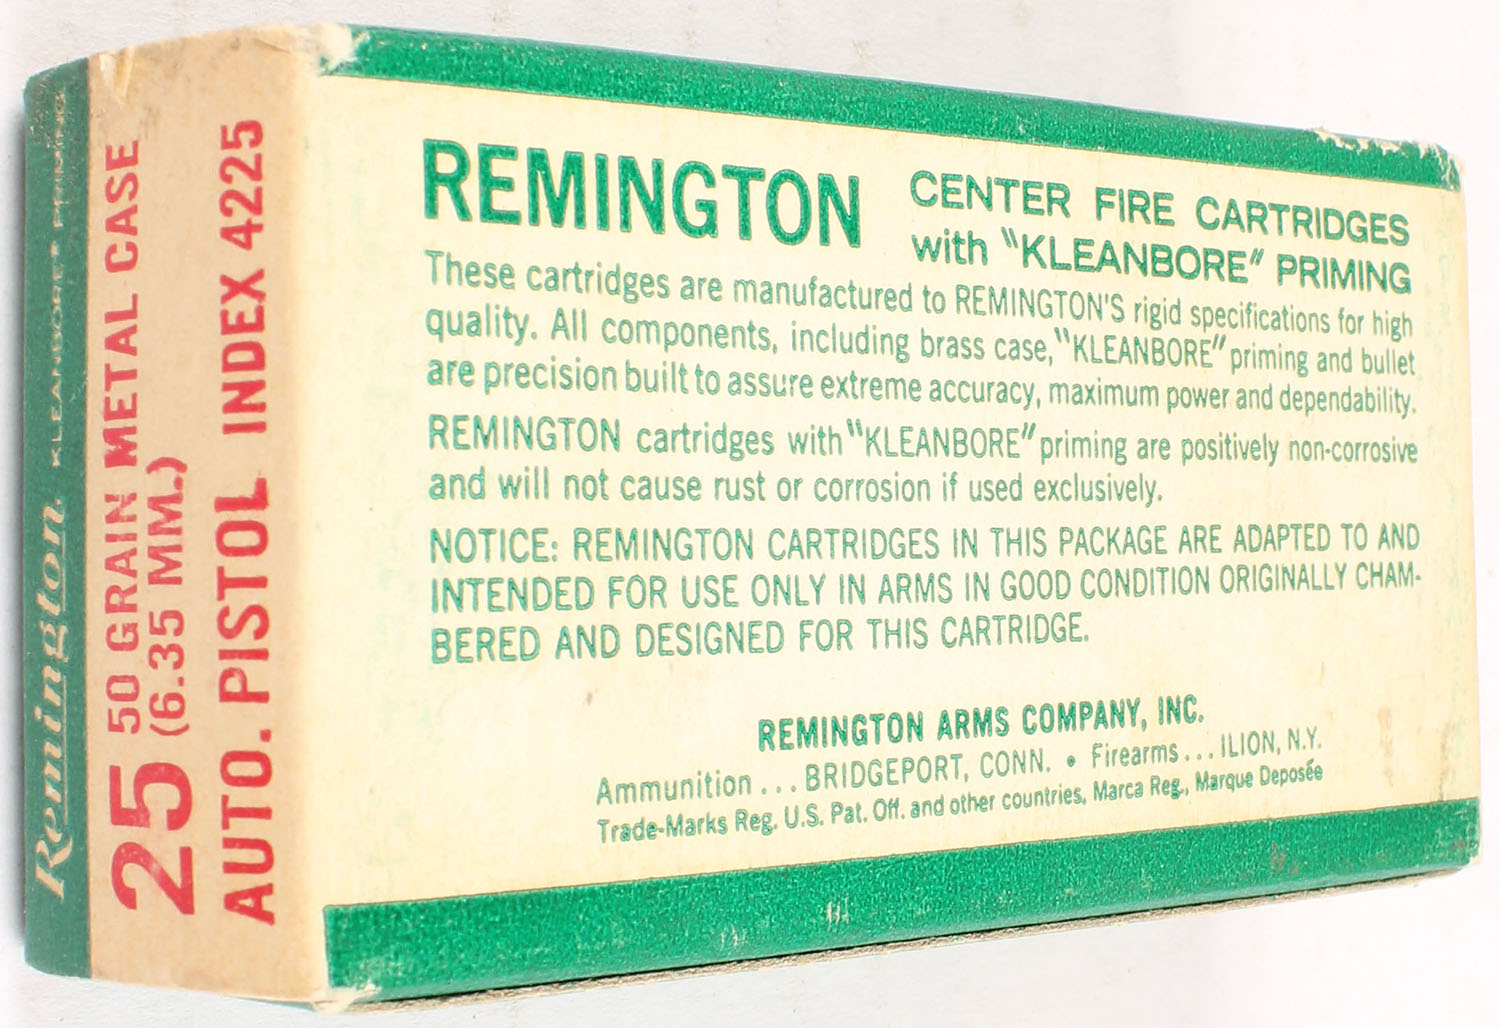 Remington KLEANBORE* PRIMING
25 50 GRAIN METAL CASE
(6.35 MM.)
AUTO. PISTOL INDEX 4225
REMINGTON CENTER FIRE CARTRIDGES
with "KLEANBORE" PRIMING
These cartridges are manufactured to REMINGTON'S rigid specifications for high
quality. All components, including brass case, "KLEANBORE" priming and bullet
are precision built to assure extreme accuracy, maximum power and dependability.
REMINGTON cartridges with "KLEANBORE" priming are positively non-corrosive
and will not cause rust or corrosion if used exclusively.
NOTICE: REMINGTON CARTRIDGES IN THIS PACKAGE ARE ADAPTED TO AND
INTENDED FOR USE ONLY IN ARMS IN GOOD CONDITION ORIGINALLY CHAM-
BERED AND DESIGNED FOR THIS CARTRIDGE.
REMINGTON ARMS COMPANY, INC.
Ammunition... BRIDGEPORT, CONN. • Firearms... ILION, N.Y.
Trade-Marks Reg. U.S. Pat. Off. and other countries, Marca Reg., Marque Deposée